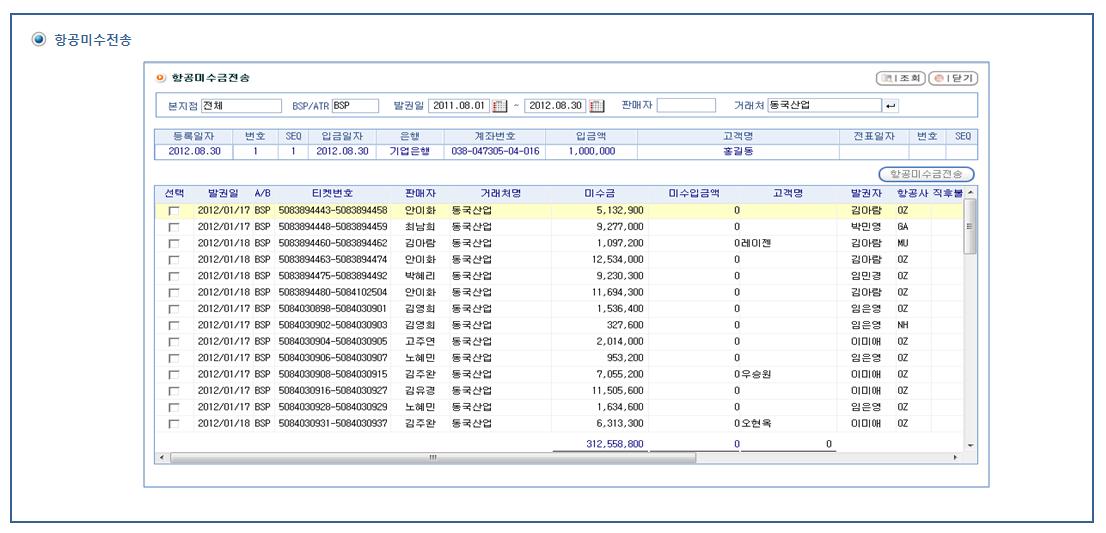 항공미수전송
항공미수금전송 조회 닫기
본지점 전체 BSP/ATR BSP 발권일 2011.08.01 ~ 2012.08.30 판매자 거래처 동국산업
등록일자 번호 SEQ 입금일자 은행 계좌번호 입금액 고객명 전표일자 번호 SEQ
2012.08.30 1 1 2012.08.30 기업은행 038-047305-04-016 1,000,000 홍길동
항공미수금전송
선택 발권일 A/B 티켓번호 판매자 거래처명 미수금 미수입금액 고객명 발권자 항공사 직후불
2012/01/17 BSP 5083894443-5083894458 안이화 동국산업 5,132,900 0 김아람 OZ
2012/01/17 BSP 5083894448-5083894459 최남희 동국산업 9,277,000 0 박민영 GA
2012/01/18 BSP 5083894460-5083894462 김아람 동국산업 1,097,200 0 레이젠 김아람 MU
2012/01/18 BSP 5083894463-5083894474 안이화 동국산업 12,534,000 0 김아람 OZ
2012/01/18 BSP 5083894475-5083894492 박혜리 동국산업 9,230,300 0 임민경 OZ
2012/01/18 BSP 5083894480-5084102504 안이화 동국산업 11,694,300 0 김아람 OZ
2012/01/17 BSP 5084030898-5084030901 김영희 동국산업 1,536,400 0 임은영 OZ
2012/01/17 BSP 5084030902-5084030903 김영희 동국산업 327,600 0 임은영 NH
2012/01/17 BSP 5084030904-5084030905 고주연 동국산업 2,014,000 0 이미애 OZ
2012/01/17 BSP 5084030906-5084030907 노혜민 동국산업 953,200 0 임은영 OZ
2012/01/17 BSP 5084030908-5084030915 김주완 동국산업 7,055,200 0 우승원 이미애 OZ
2012/01/17 BSP 5084030916-5084030927 김유경 동국산업 11,505,600 0 이미애 OZ
2012/01/17 BSP 5084030928-5084030929 노혜민 동국산업 1,634,600 0 임은영 OZ
2012/01/18 BSP 5084030931-5084030937 김주완 동국산업 6,313,300 0 오현옥 이미애 OZ
312,558,800 0 0